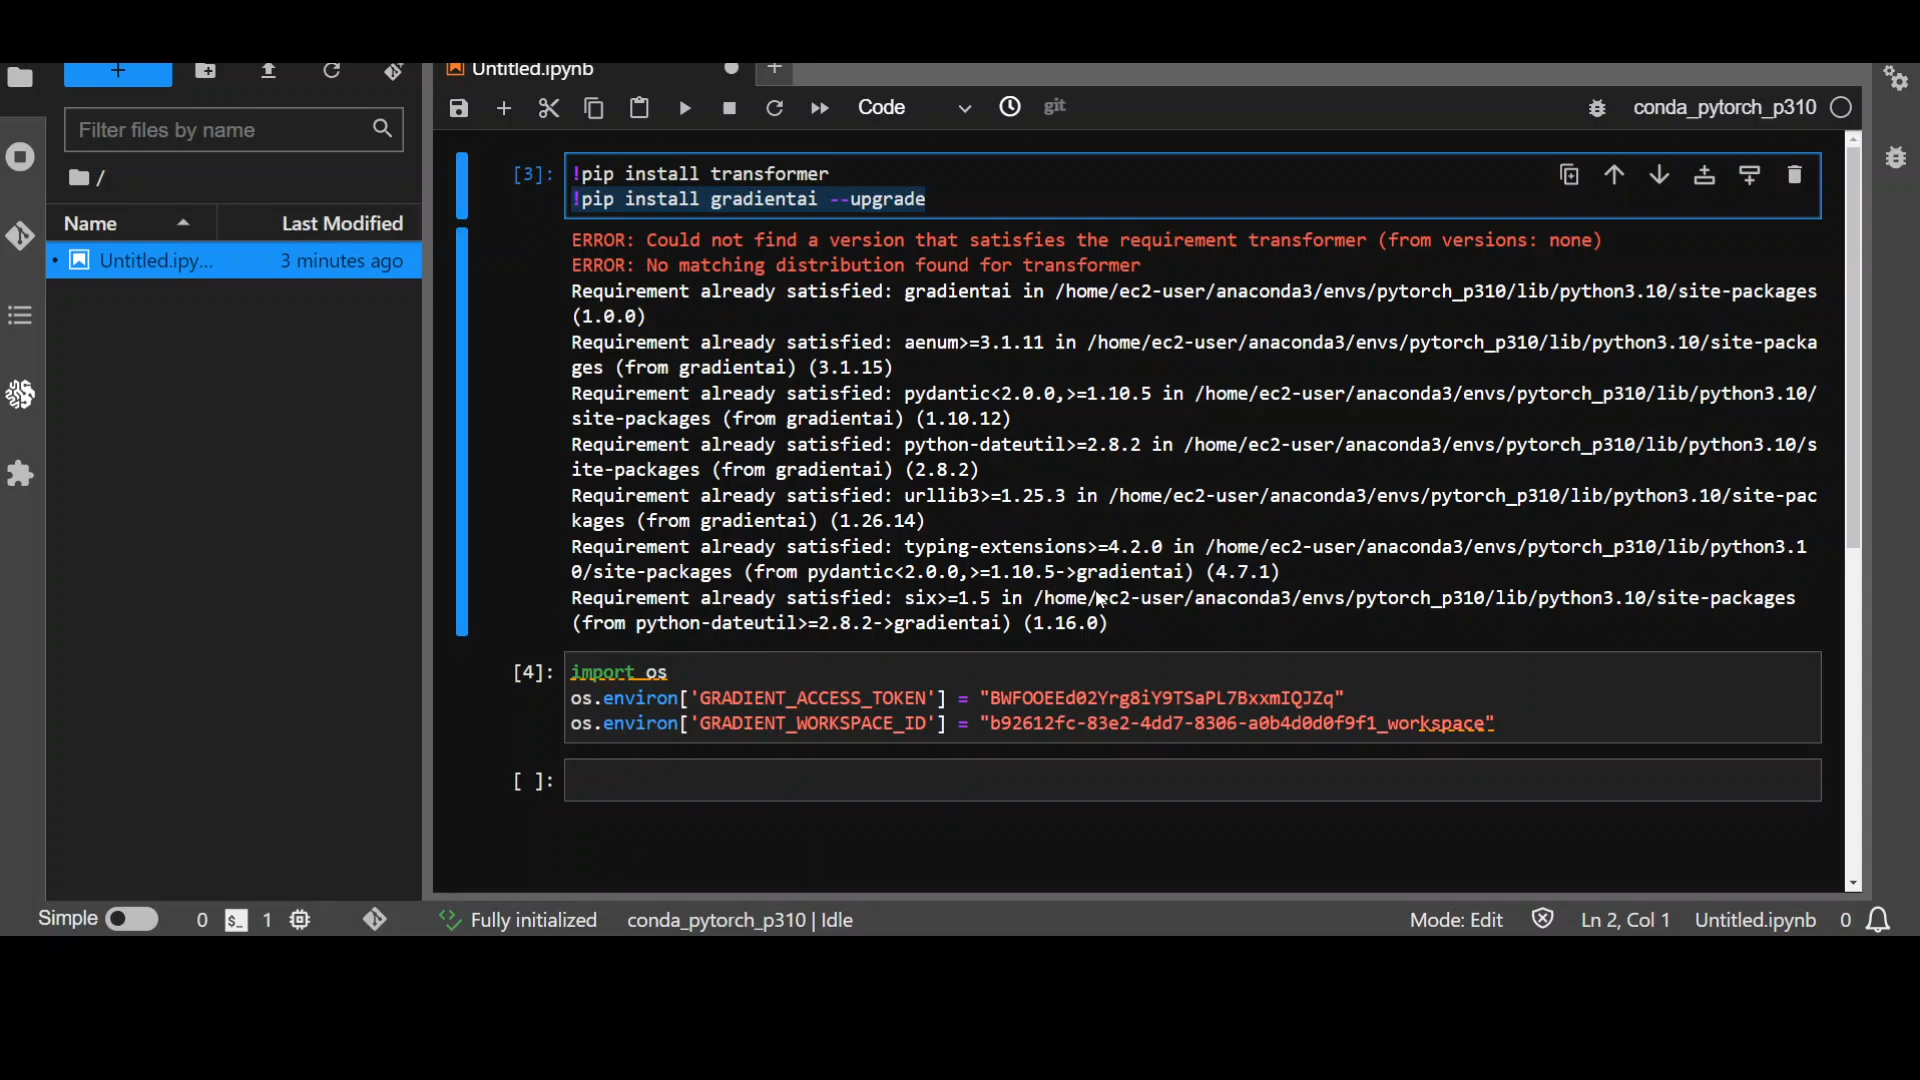 Untitled.ipynb
Code
git
conda_pytorch_p310
Filter files by name
/
Name
Last Modified
Untitled.ipy...
3 minutes ago
[3]:
!pip install transformer
!pip install gradientai --upgrade
ERROR: Could not find a version that satisfies the requirement transformer (from versions: none)
ERROR: No matching distribution found for transformer
Requirement already satisfied: gradientai in /home/ec2-user/anaconda3/envs/pytorch_p310/lib/python3.10/site-packages
(1.0.0)
Requirement already satisfied: aenum>=3.1.11 in /home/ec2-user/anaconda3/envs/pytorch_p310/lib/python3.10/site-packa
ges (from gradientai) (3.1.15)
Requirement already satisfied: pydantic<2.0.0,>=1.10.5 in /home/ec2-user/anaconda3/envs/pytorch_p310/lib/python3.10/
site-packages (from gradientai) (1.10.12)
Requirement already satisfied: python-dateutil>=2.8.2 in /home/ec2-user/anaconda3/envs/pytorch_p310/lib/python3.10/s
ite-packages (from gradientai) (2.8.2)
Requirement already satisfied: urllib3>=1.25.3 in /home/ec2-user/anaconda3/envs/pytorch_p310/lib/python3.10/site-pac
kages (from gradientai) (1.26.14)
Requirement already satisfied: typing-extensions>=4.2.0 in /home/ec2-user/anaconda3/envs/pytorch_p310/lib/python3.1
0/site-packages (from pydantic<2.0.0,>=1.10.5->gradientai) (4.7.1)
Requirement already satisfied: six>=1.5 in /home/ec2-user/anaconda3/envs/pytorch_p310/lib/python3.10/site-packages
(from python-dateutil>=2.8.2->gradientai) (1.16.0)
[4]:
import os
os.environ['GRADIENT_ACCESS_TOKEN'] = "BWFOOEEd02Yrg8iY9TSaPL7BxxmIQJZq"
os.environ['GRADIENT_WORKSPACE_ID'] = "b92612fc-83e2-4dd7-8306-a0b4d0d0f9f1_workspace"
[ ]:
Simple
0
1
Fully initialized
conda_pytorch_p310 | Idle
Mode: Edit
Ln 2, Col 1
Untitled.ipynb
0